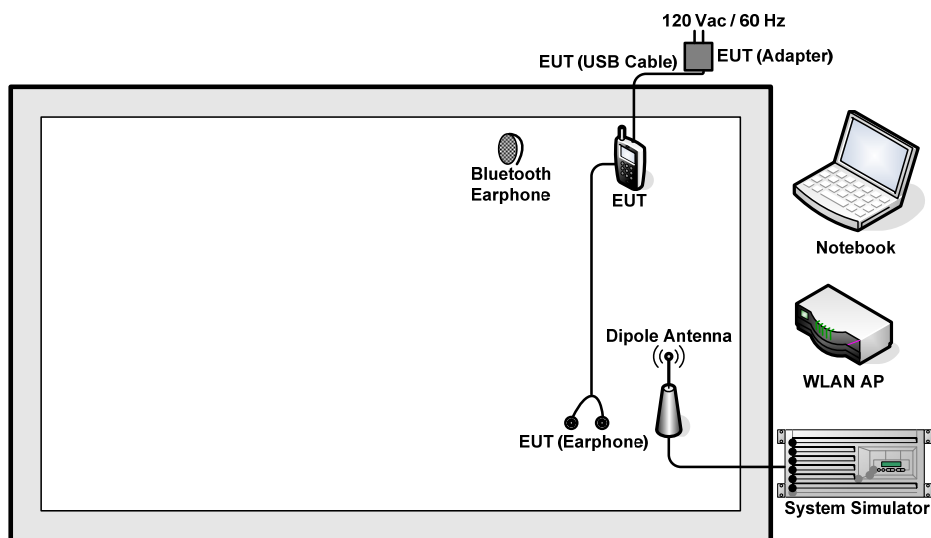 120 Vac / 60 Hz
EUT (USB Cable)
EUT (Adapter)
Bluetooth
Earphone
EUT
Notebook
Dipole Antenna
WLAN AP
EUT (Earphone)
System Simulator